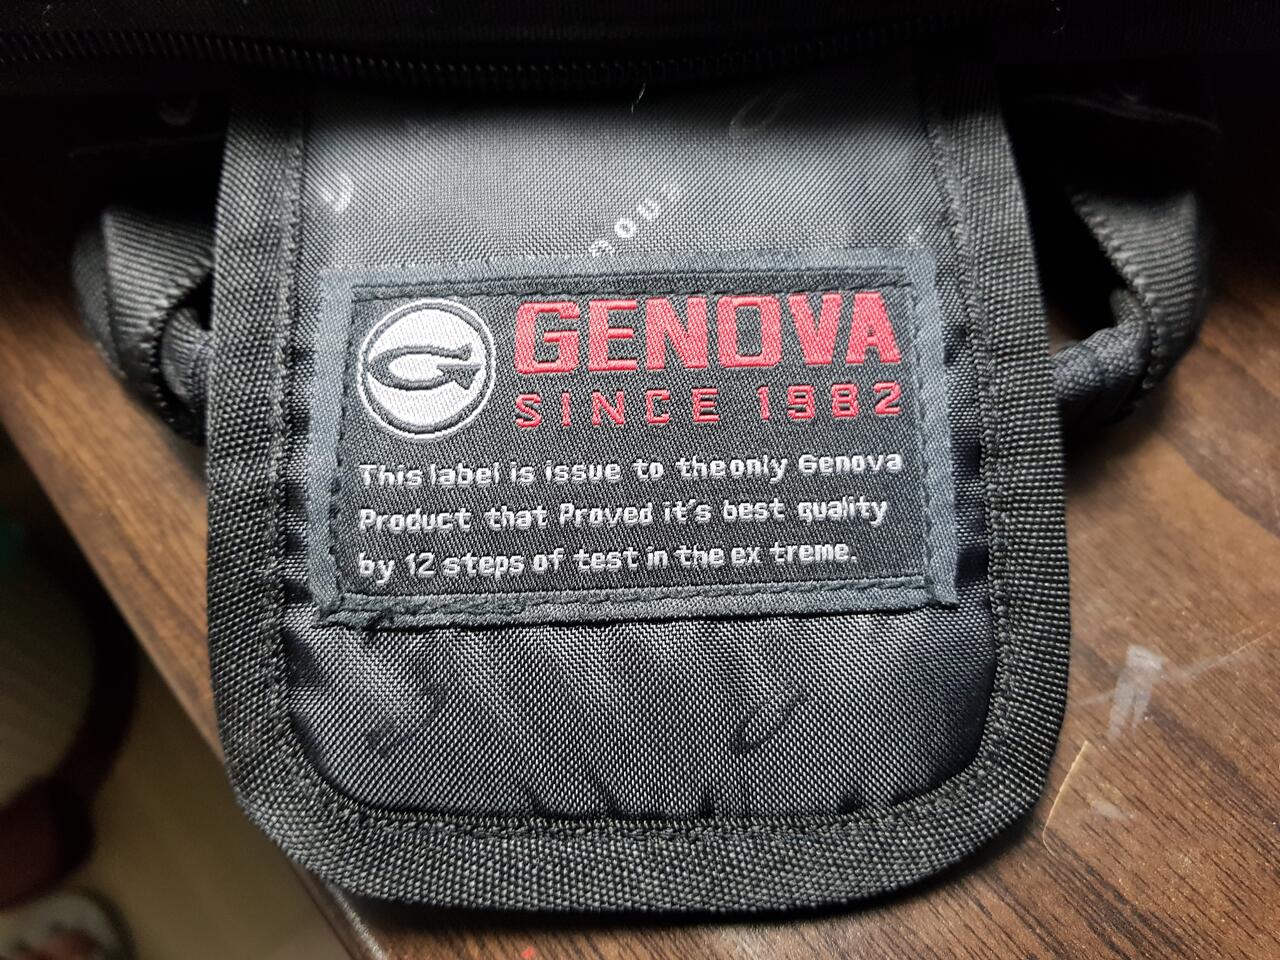 GENOVA
SINCE 1982
This label is issue to theonly Genova
Product that Proved it's best quality
by 12 steps of test in the ex treme.